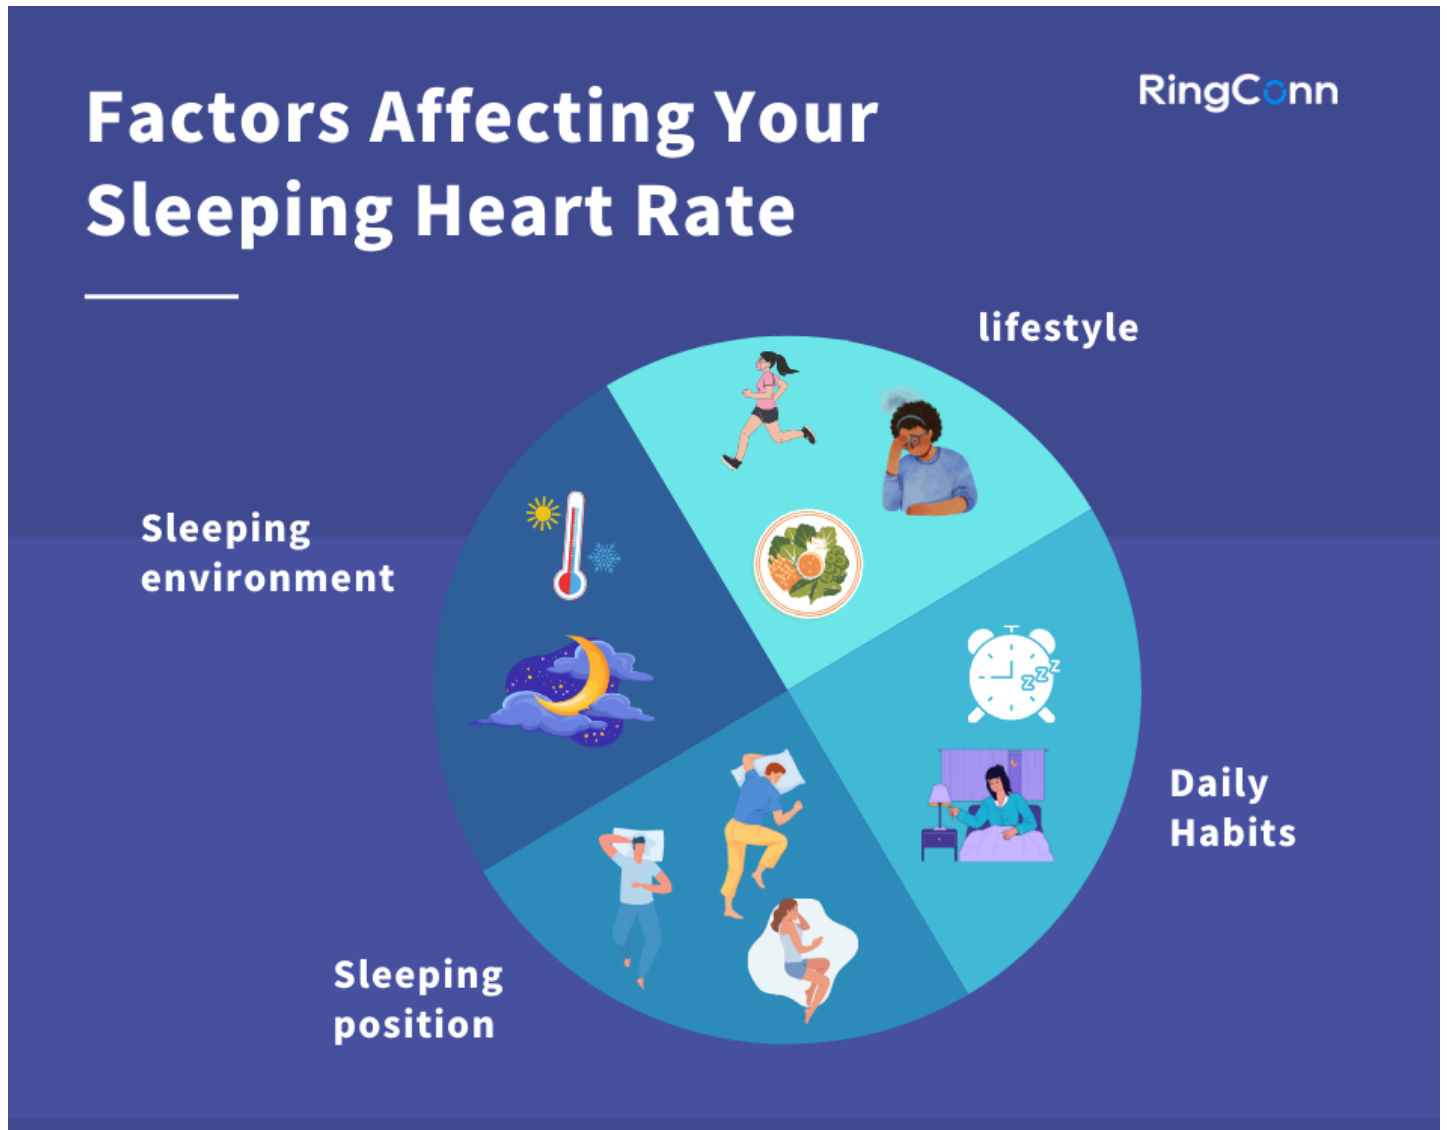 Factors Affecting Your
Sleeping Heart Rate
RingConn
lifestyle
Sleeping
environment
z z z
Daily
Habits
Sleeping
position